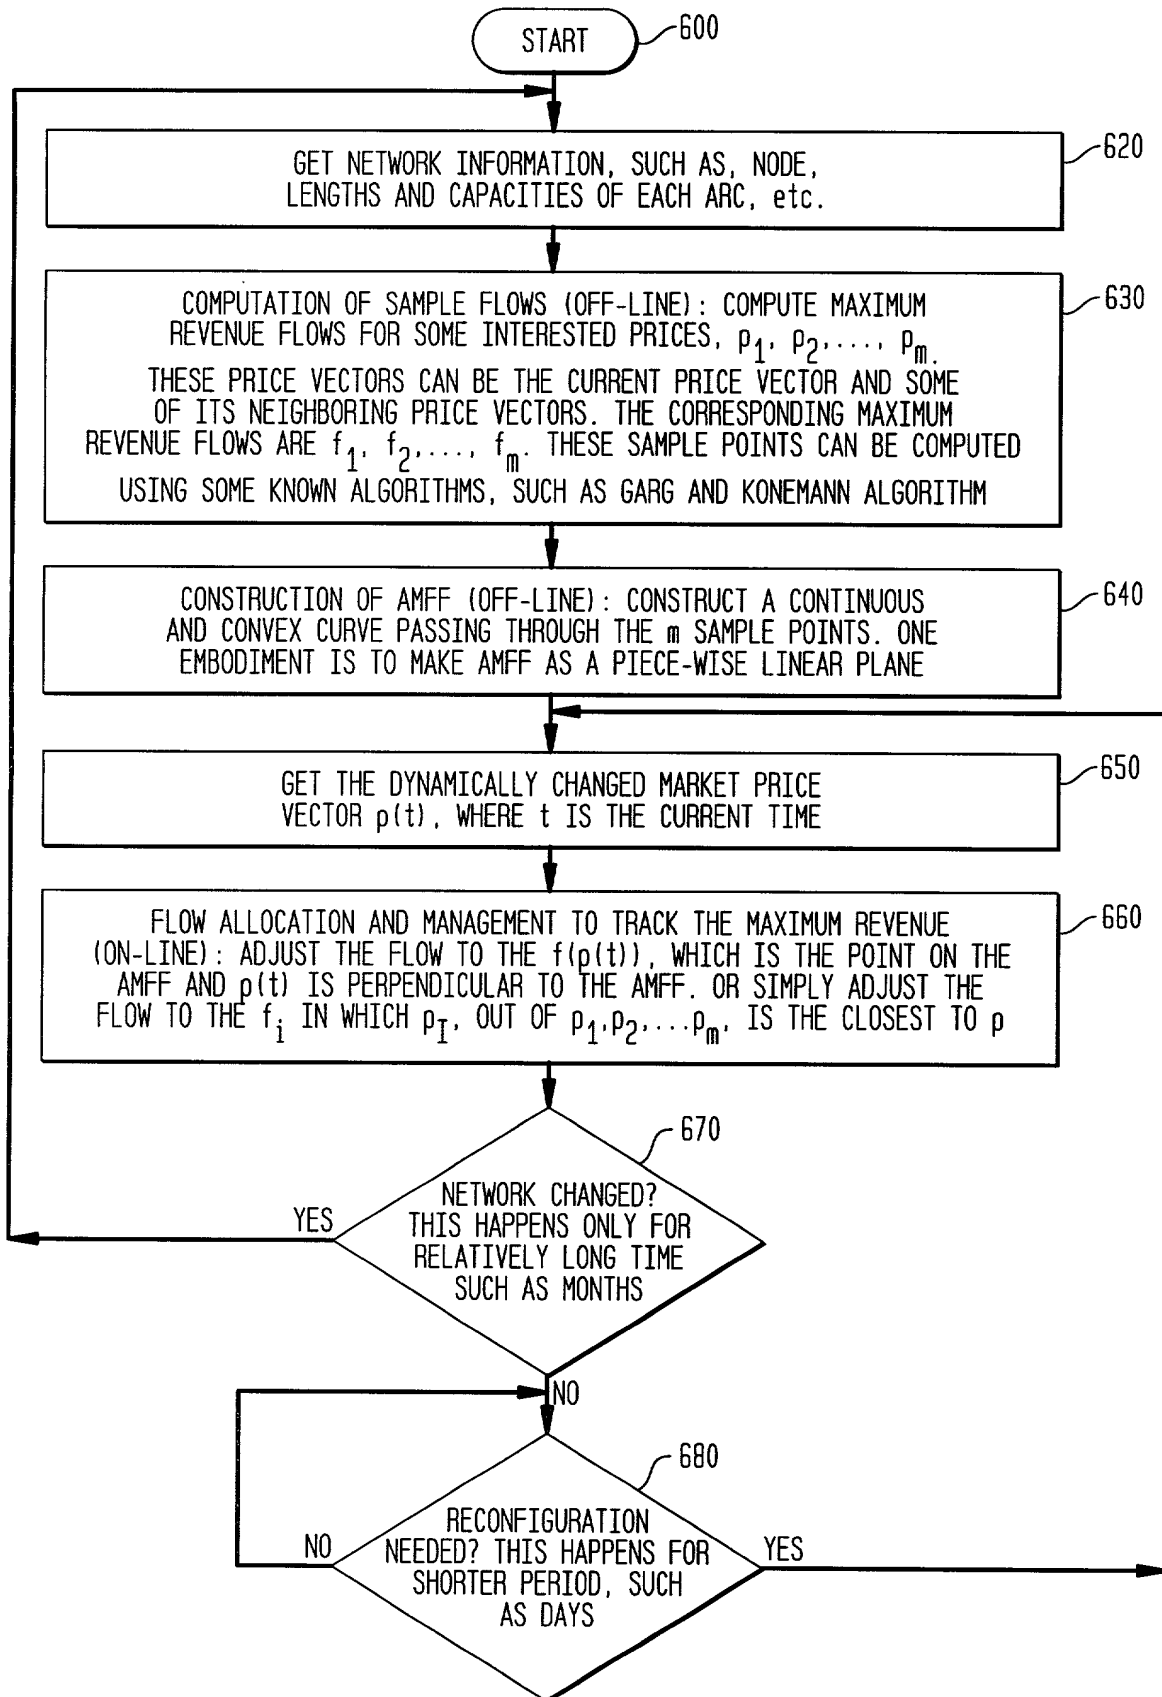 START
600
GET NETWORK INFORMATION, SUCH AS, NODE,
LENGTHS AND CAPACITIES OF EACH ARC, etc.
620
COMPUTATION OF SAMPLE FLOWS (OFF-LINE): COMPUTE MAXIMUM
REVENUE FLOWS FOR SOME INTERESTED PRICES, p1, p2,..., pm.
THESE PRICE VECTORS CAN BE THE CURRENT PRICE VECTOR AND SOME
OF ITS NEIGHBORING PRICE VECTORS. THE CORRESPONDING MAXIMUM
REVENUE FLOWS ARE f1, f2,..., fm. THESE SAMPLE POINTS CAN BE COMPUTED
USING SOME KNOWN ALGORITHMS, SUCH AS GARG AND KONEMANN ALGORITHM
630
CONSTRUCTION OF AMFF (OFF-LINE): CONSTRUCT A CONTINUOUS
AND CONVEX CURVE PASSING THROUGH THE m SAMPLE POINTS. ONE
EMBODIMENT IS TO MAKE AMFF AS A PIECE-WISE LINEAR PLANE
640
GET THE DYNAMICALLY CHANGED MARKET PRICE
VECTOR p(t), WHERE t IS THE CURRENT TIME
650
FLOW ALLOCATION AND MANAGEMENT TO TRACK THE MAXIMUM REVENUE
(ON-LINE): ADJUST THE FLOW TO THE f(p(t)), WHICH IS THE POINT ON THE
AMFF AND p(t) IS PERPENDICULAR TO THE AMFF. OR SIMPLY ADJUST THE
FLOW TO THE fi IN WHICH pI, OUT OF p1,p2,...pm, IS THE CLOSEST TO p
660
NETWORK CHANGED?
THIS HAPPENS ONLY FOR
RELATIVELY LONG TIME
SUCH AS MONTHS
670
YES
NO
RECONFIGURATION
NEEDED? THIS HAPPENS FOR
SHORTER PERIOD, SUCH
AS DAYS
680
NO
YES